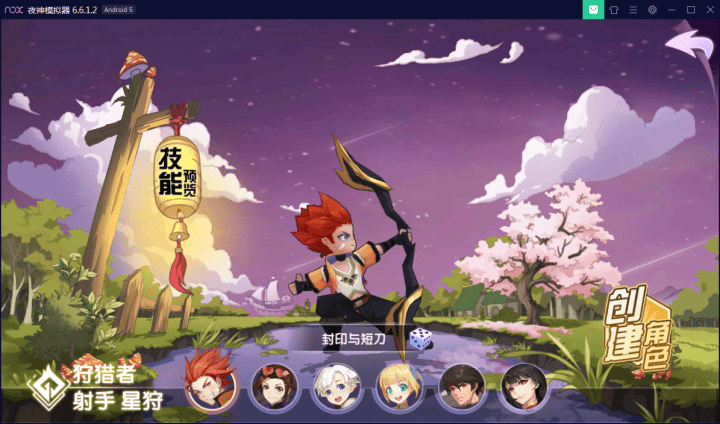 nox 夜神模拟器 6.6.1.2 Android 5
技能
预览
封印与短刀
创建
角色
狩猎者
射手 星狩